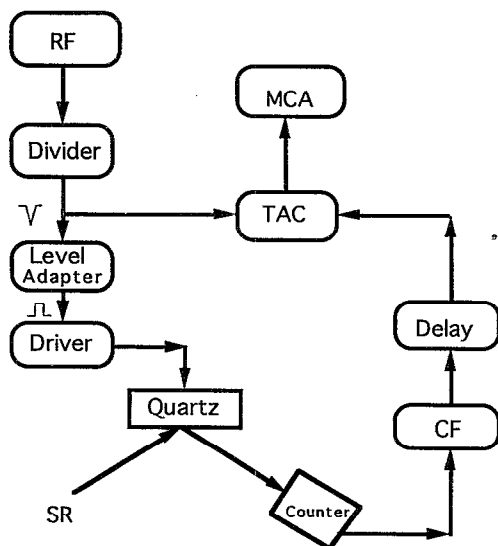 RF
MCA
Divider
TAC
Level
Adapter
Delay
Driver
Quartz
CF
SR
Counter